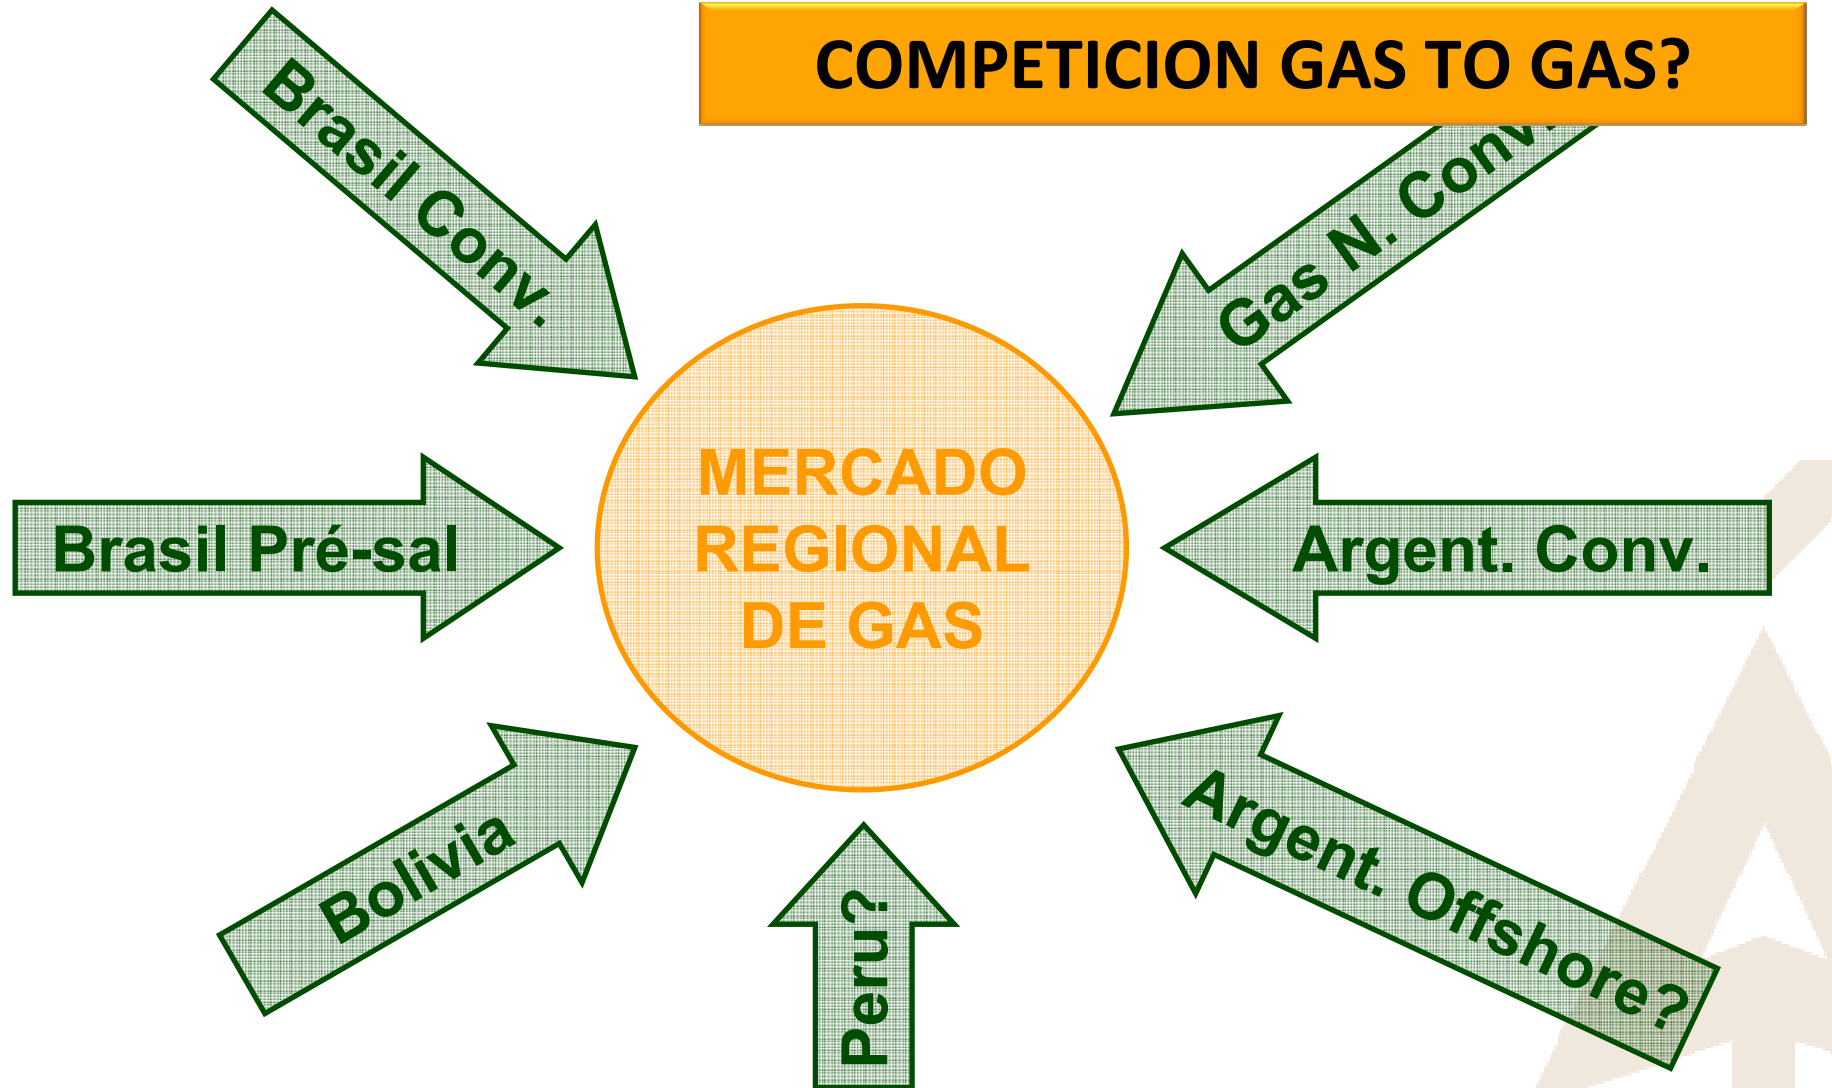 COMPETICION GAS TO GAS?
Brasil Conv.
Gas N. Conv.
MERCADO
REGIONAL
DE GAS
Brasil Pré-sal
Argent. Conv.
Bolivia
Peru?
Argent. Offshore?